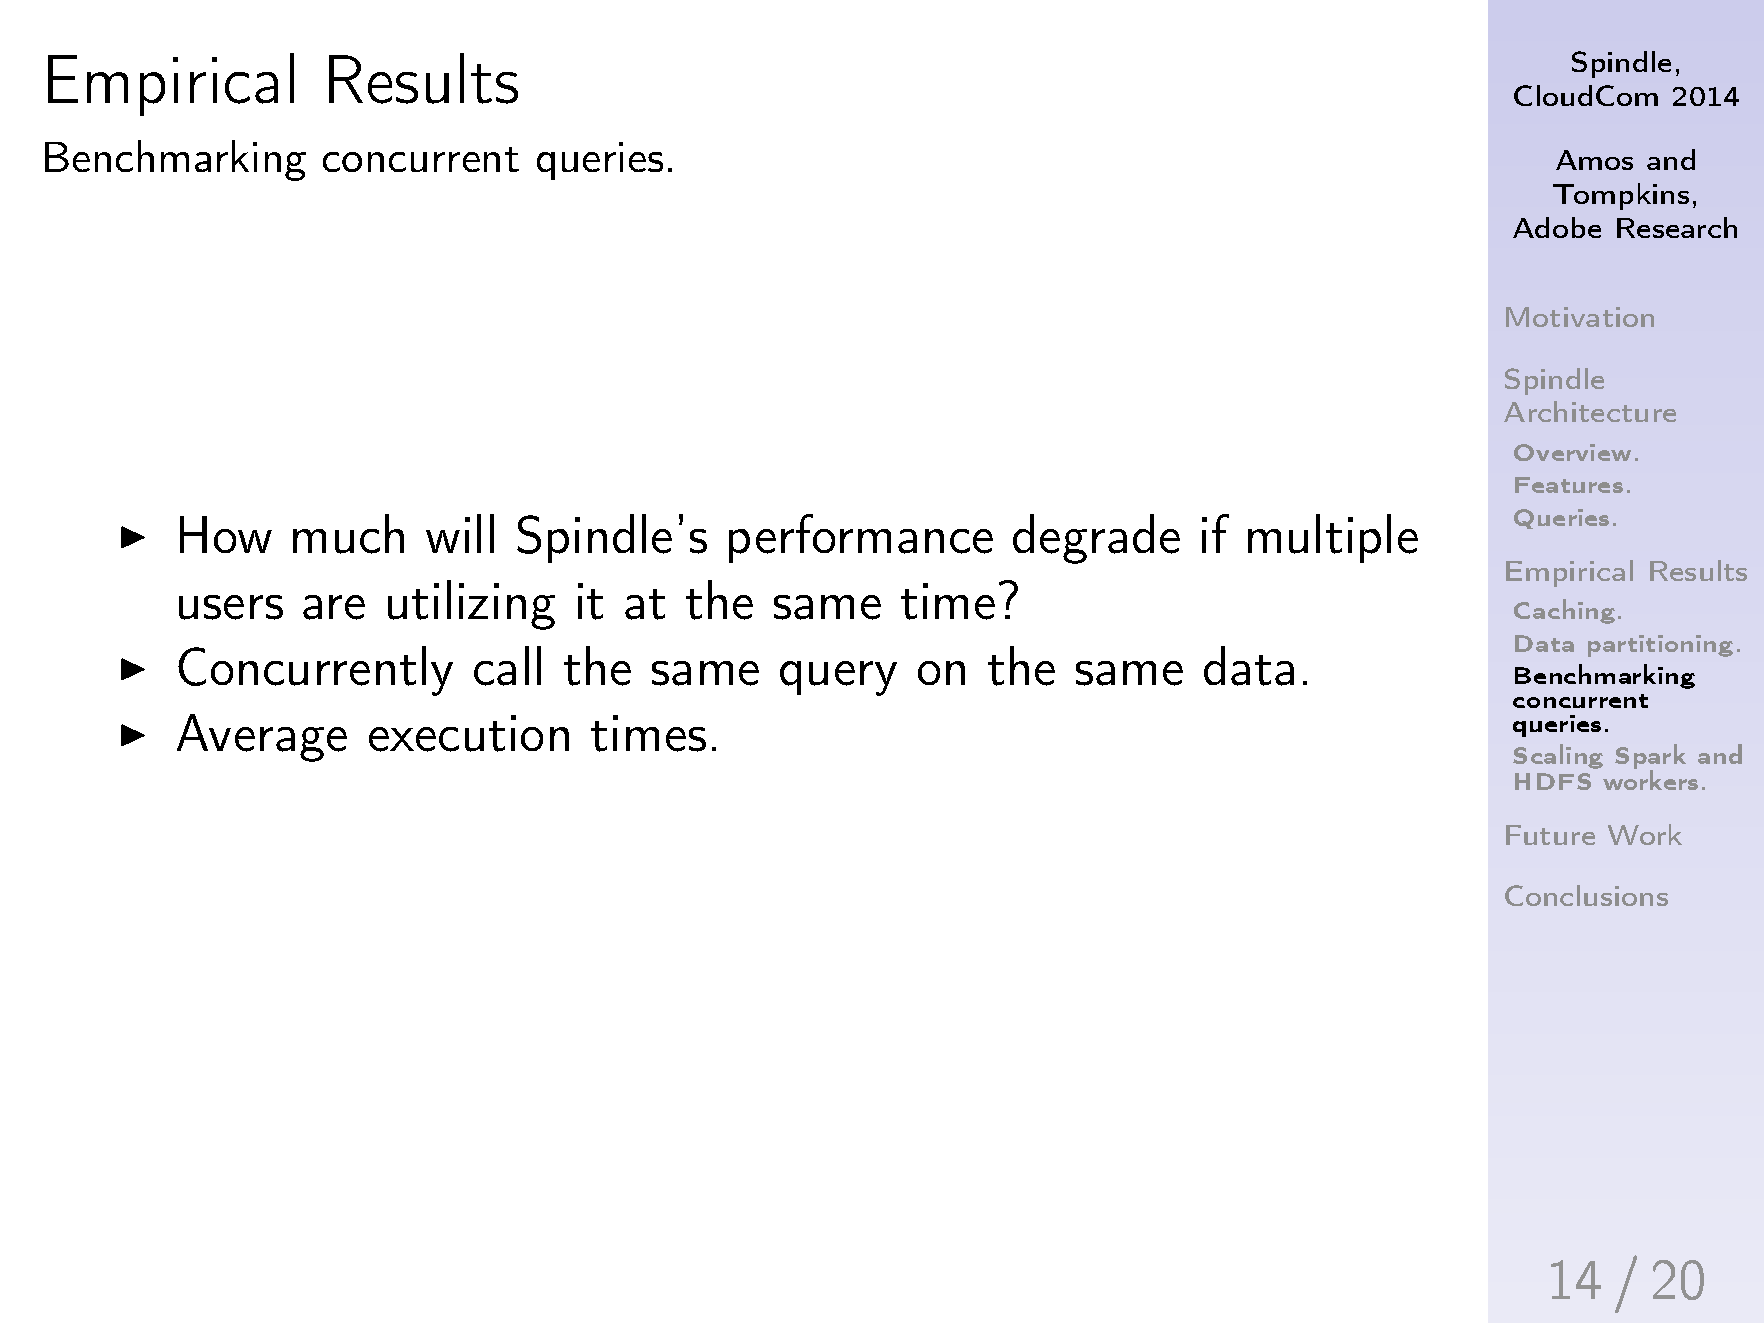 Empirical Results
Benchmarking concurrent queries.
How much will Spindle's performance degrade if multiple
users are utilizing it at the same time?
Concurrently call the same query on the same data.
Average execution times.
Spindle,
CloudCom 2014
Amos and
Tompkins,
Adobe Research
Motivation
Spindle
Architecture
Overview.
Features.
Queries.
Empirical Results
Caching.
Data partitioning.
Benchmarking
concurrent
queries.
Scaling Spark and
HDFS workers.
Future Work
Conclusions
14 / 20